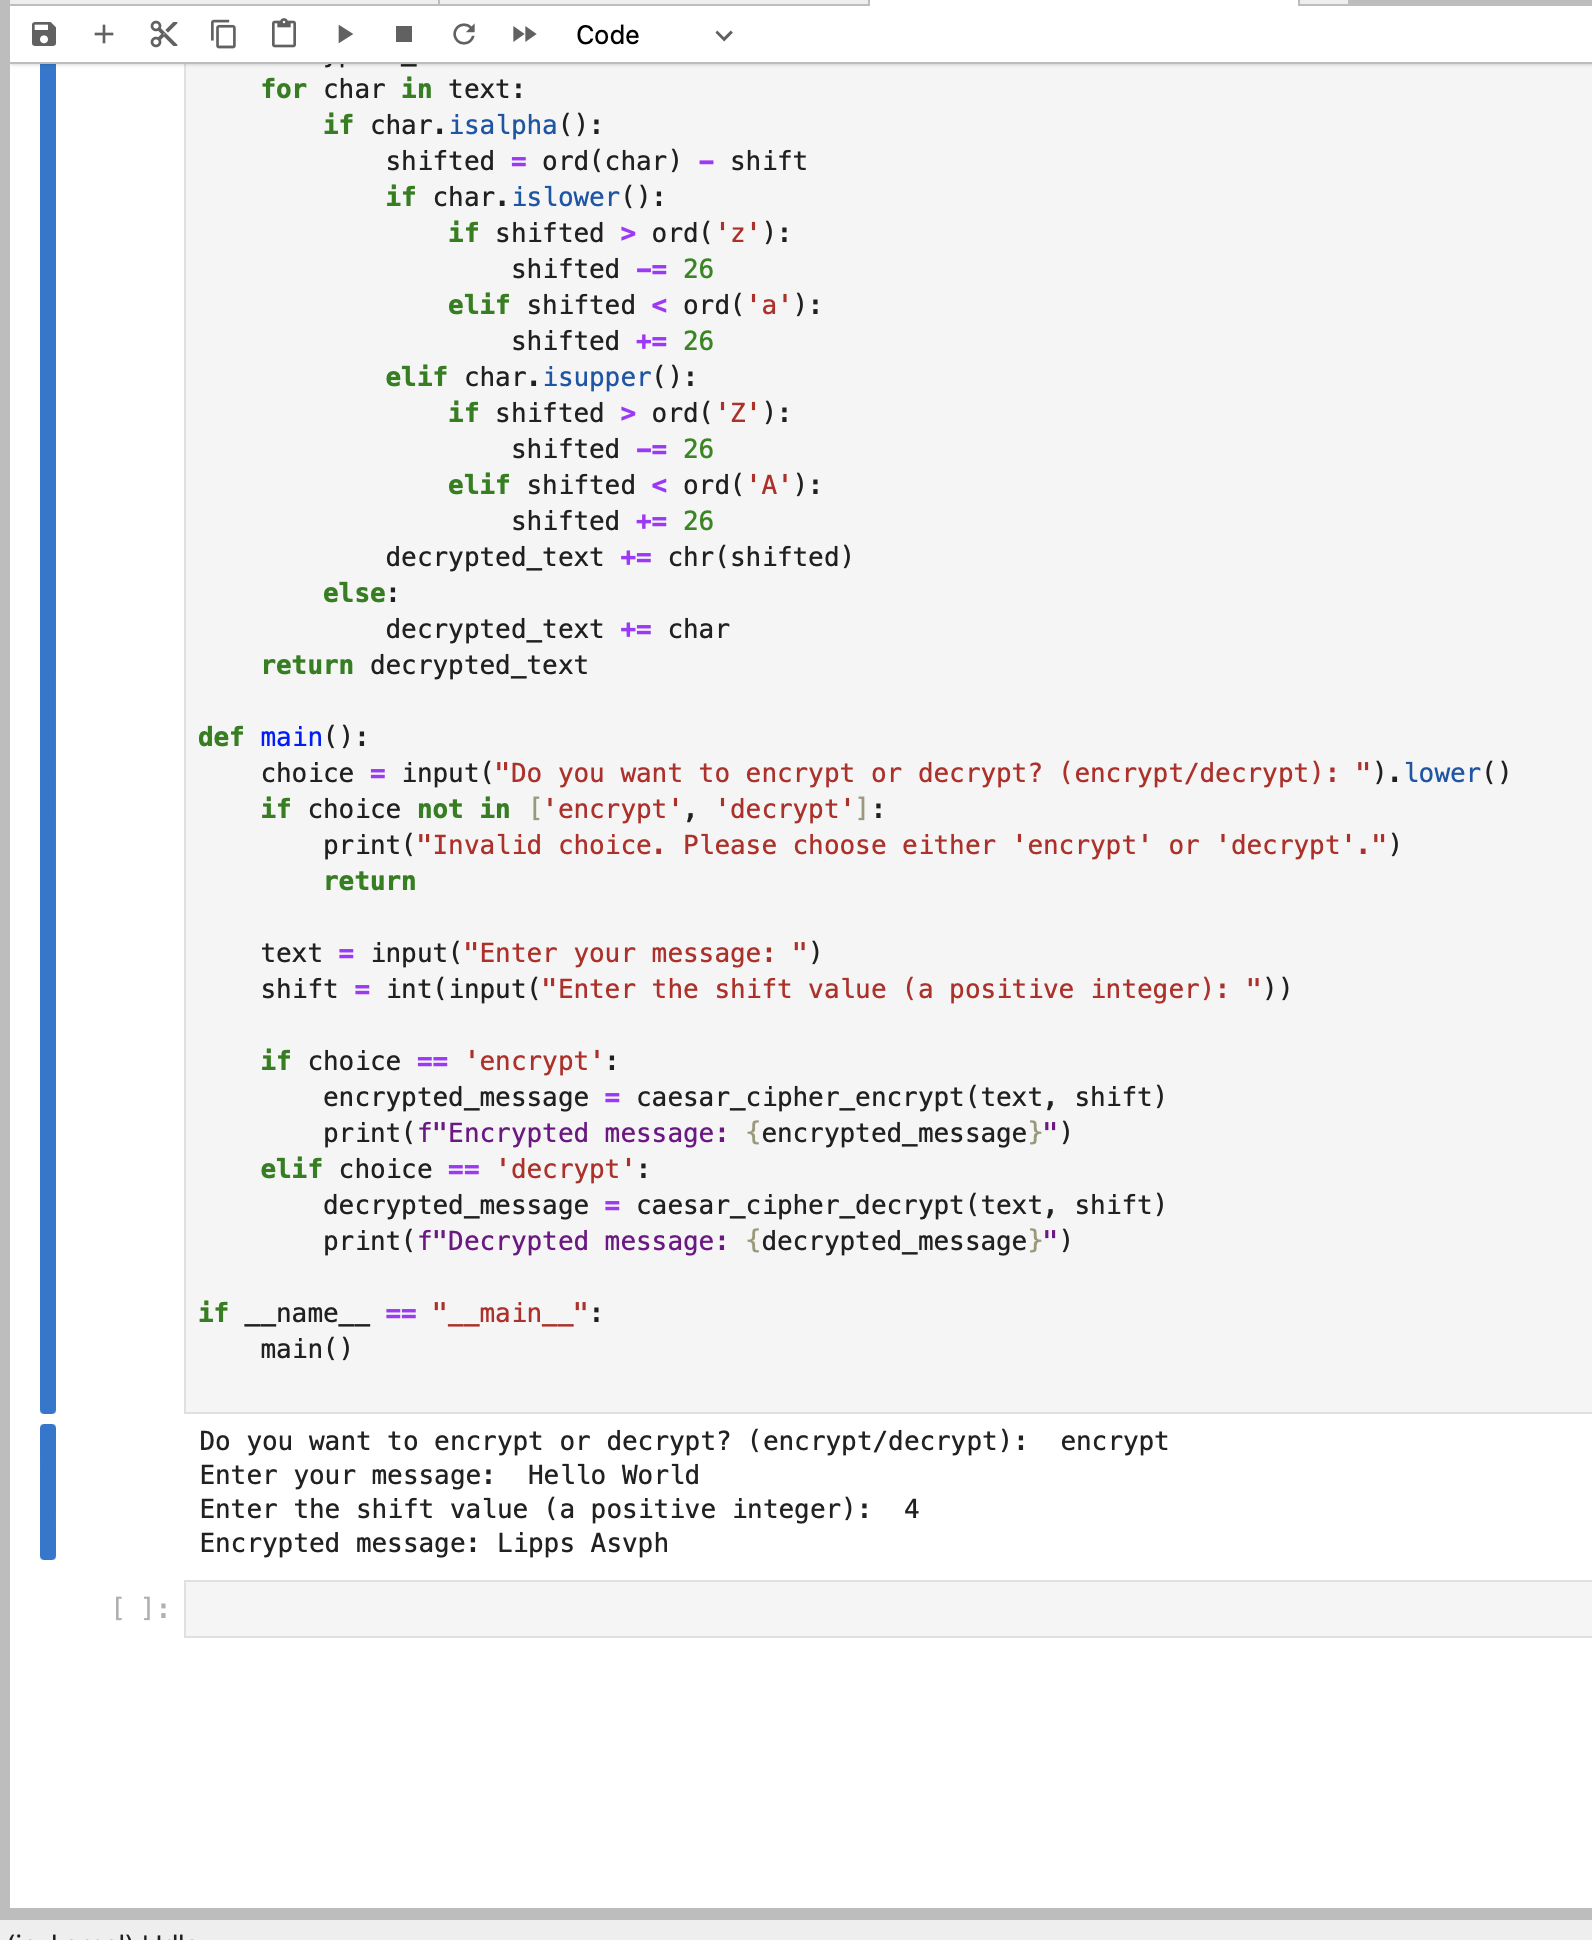 Code
    for char in text:
        if char.isalpha():
            shifted = ord(char) - shift
            if char.islower():
                if shifted > ord('z'):
                    shifted -= 26
                elif shifted < ord('a'):
                    shifted += 26
            elif char.isupper():
                if shifted > ord('Z'):
                    shifted -= 26
                elif shifted < ord('A'):
                    shifted += 26
            decrypted_text += chr(shifted)
        else:
            decrypted_text += char
    return decrypted_text
def main():
    choice = input("Do you want to encrypt or decrypt? (encrypt/decrypt): ").lower()
    if choice not in ['encrypt', 'decrypt']:
        print("Invalid choice. Please choose either 'encrypt' or 'decrypt'.")
        return
    text = input("Enter your message: ")
    shift = int(input("Enter the shift value (a positive integer): "))
    if choice == 'encrypt':
        encrypted_message = caesar_cipher_encrypt(text, shift)
        print(f"Encrypted message: {encrypted_message}")
    elif choice == 'decrypt':
        decrypted_message = caesar_cipher_decrypt(text, shift)
        print(f"Decrypted message: {decrypted_message}")
if __name__ == "__main__":
    main()
Do you want to encrypt or decrypt? (encrypt/decrypt):  encrypt
Enter your message:  Hello World
Enter the shift value (a positive integer):  4
Encrypted message: Lipps Asvph
[ ]: